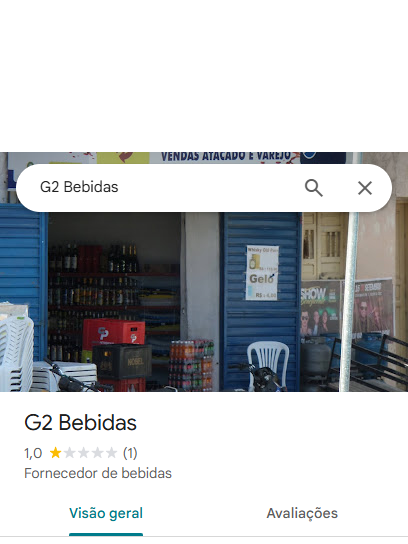 VENDAS ATACADO E VAREJO
G2 Bebidas
Gelo
SHOW
G2 Bebidas
1,0 (1)
Fornecedor de bebidas
Visão geral
Avaliações